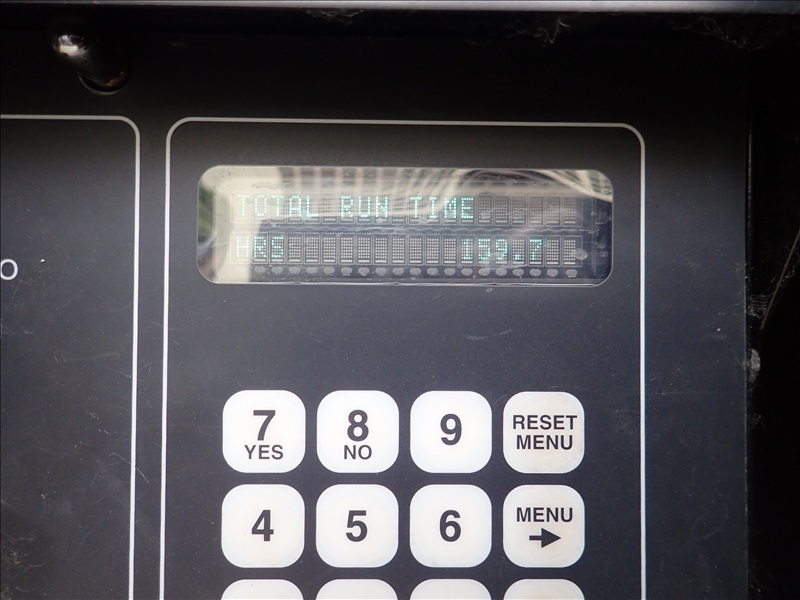 TOTAL RUN TIME
HRS 159.7
7 8 9 RESET
YES NO MENU
4 5 6 MENU